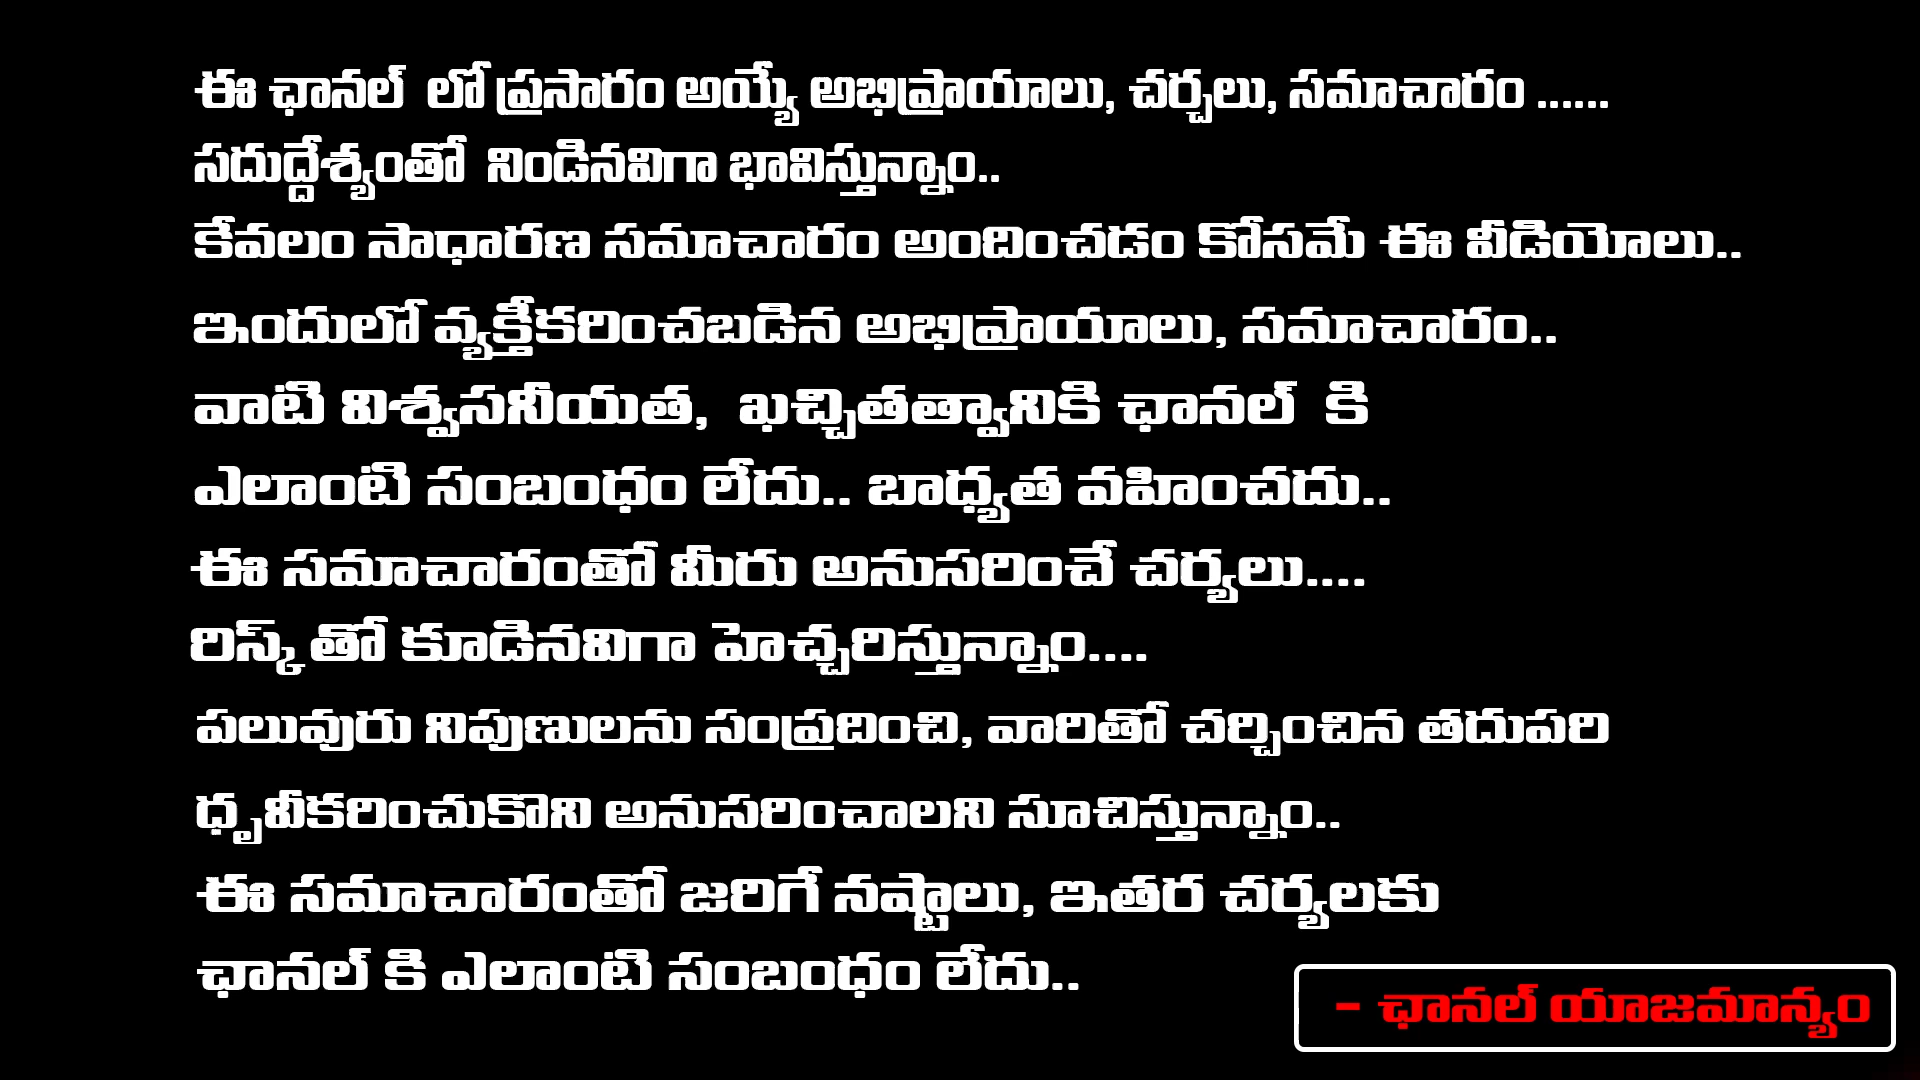 ఈ ఛానల్ లో ప్రసారం అయ్యే అభిప్రాయాలు, చర్చలు, సమాచారం ......
సదుద్దేశ్యంతో నిండినవిగా భావిస్తున్నాం..
కేవలం సాధారణ సమాచారం అందించడం కోసమే ఈ వీడియోలు..
ఇందులో వ్యక్తీకరించబడిన అభిప్రాయాలు, సమాచారం..
వాటి విశ్వసనీయత, ఖచ్చితత్వానికి ఛానల్ కి
ఎలాంటి సంబంధం లేదు.. బాధ్యత వహించదు..
ఈ సమాచారంతో మీరు అనుసరించే చర్యలు....
రిస్క్ తో కూడినవిగా హెచ్చరిస్తున్నాం....
పలువురు నిపుణులను సంప్రదించి, వారితో చర్చించిన తదుపరి
ధృవీకరించుకొని అనుసరించాలని సూచిస్తున్నాం..
ఈ సమాచారంతో జరిగే నష్టాలు, ఇతర చర్యలకు
ఛానల్ కి ఎలాంటి సంబంధం లేదు..
- ఛానల్ యాజమాన్యం